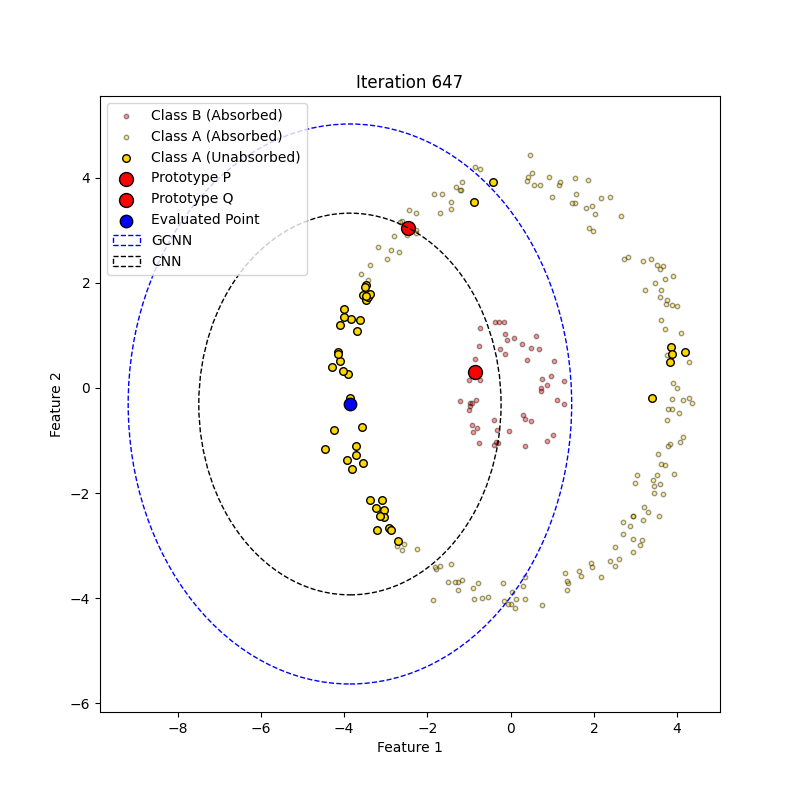 Iteration 647
Class B (Absorbed)
Class A (Absorbed)
Class A (Unabsorbed)
Prototype P
Prototype Q
Evaluated Point
GCNN
CNN
4
2
0
−2
−4
−6
Feature 2
−8
−6
−4
−2
0
2
4
Feature 1